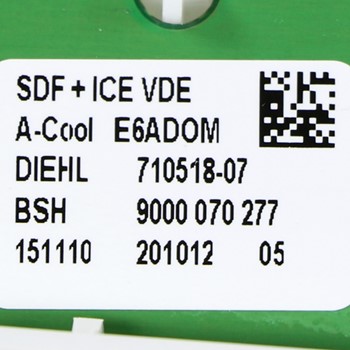 SDF + ICE VDE
A-Cool E6ADOM
DIEHL 710518-07
BSH 9000 070 277
151110 201012 05